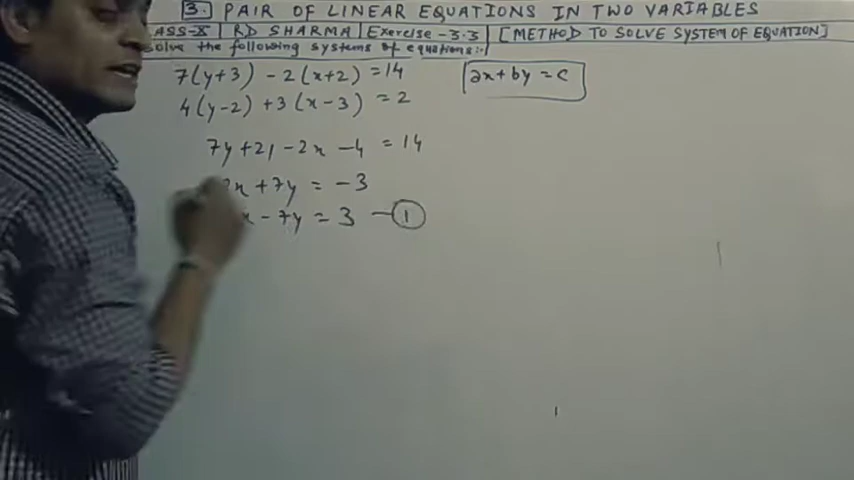 3. PAIR OF LINEAR EQUATIONS IN TWO VARIABLES
ASS-X | RD SHARMA | Exercise-3.3 | [METHOD TO SOLVE SYSTEM OF EQUATION]
solve the following systems of equations:-
7(y+3) - 2(x+2) = 14
ax+by = c
4(y-2) + 3(x-3) = 2
7y +21 -2x -4 = 14
2x +7y = -3
x - 7y = 3 — 1